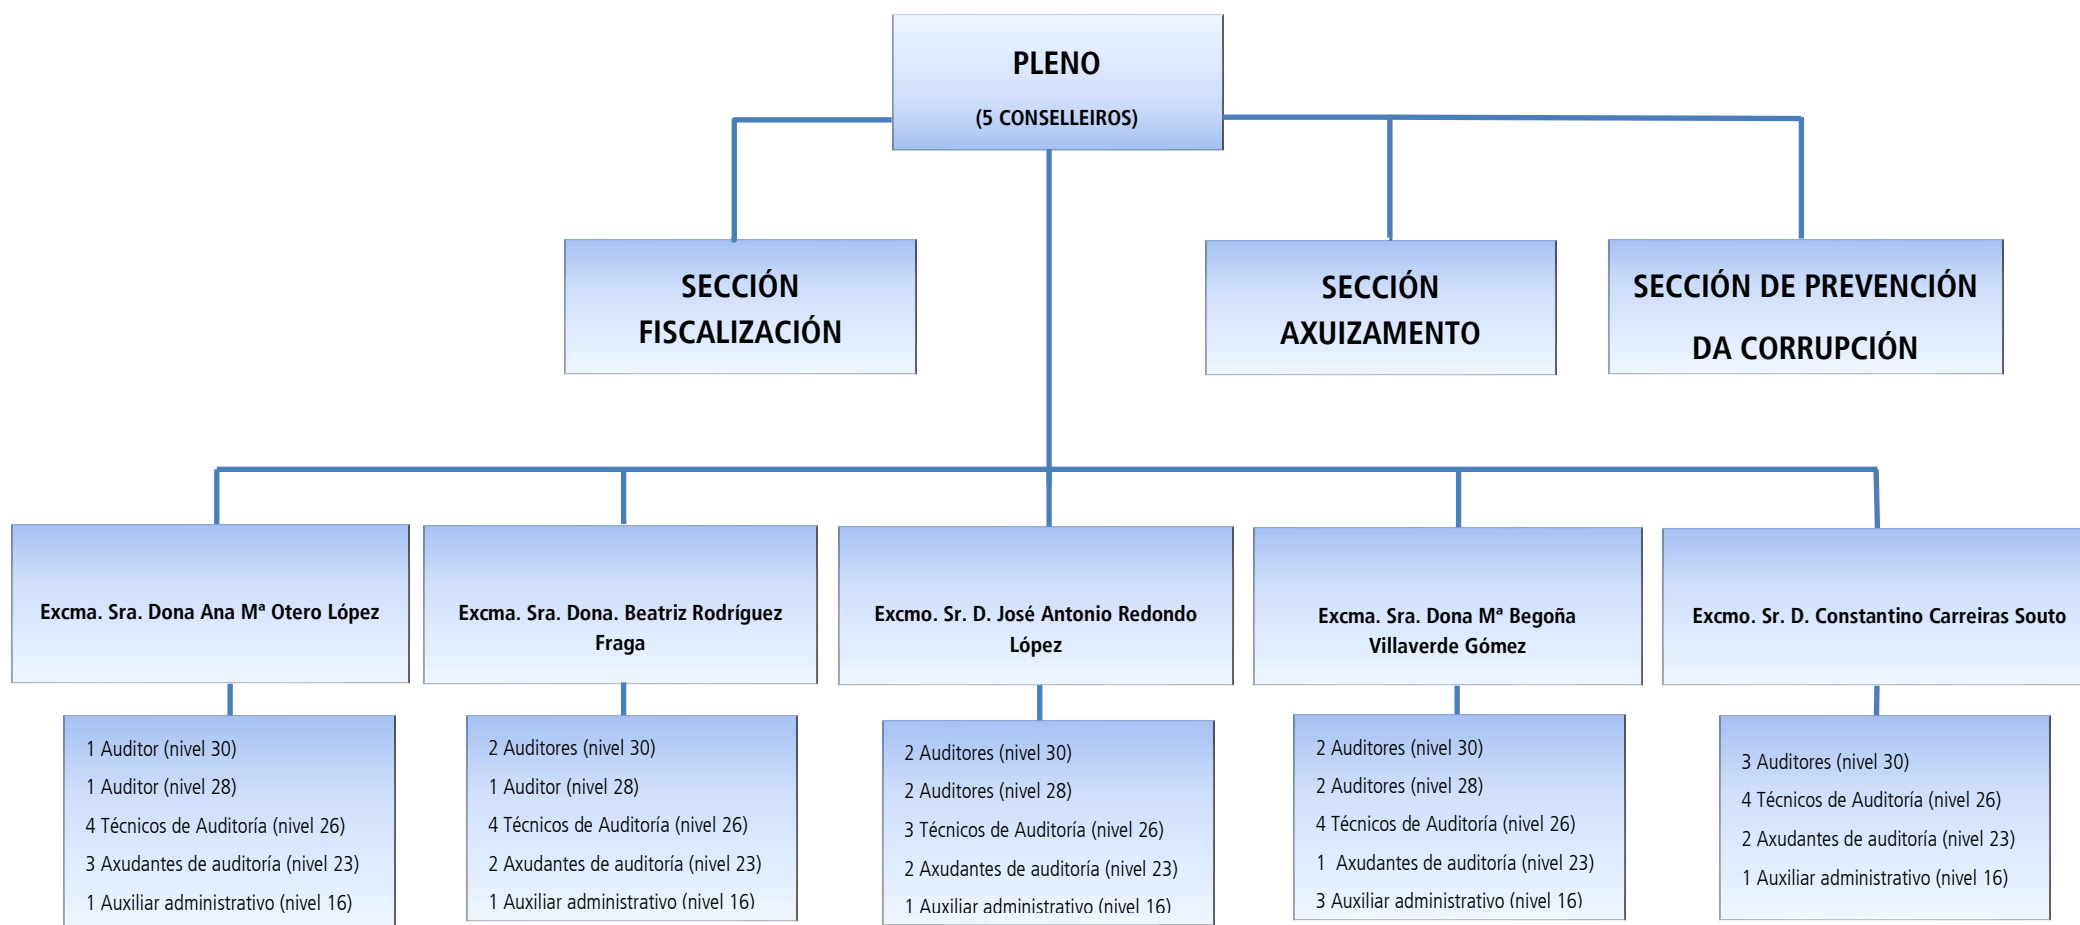 PLENO
(5 CONSELLEIROS)
SECCIÓN
FISCALIZACIÓN
SECCIÓN
AXUIZAMENTO
SECCIÓN DE PREVENCIÓN
DA CORRUPCIÓN
Excma. Sra. Dona Ana Mª Otero López
Excma. Sra. Dona. Beatriz Rodríguez
Fraga
Excmo. Sr. D. José Antonio Redondo
López
Excma. Sra. Dona Mª Begoña
Villaverde Gómez
Excmo. Sr. D. Constantino Carreiras Souto
1 Auditor (nivel 30)
1 Auditor (nivel 28)
4 Técnicos de Auditoría (nivel 26)
3 Axudantes de auditoría (nivel 23)
1 Auxiliar administrativo (nivel 16)
2 Auditores (nivel 30)
1 Auditor (nivel 28)
4 Técnicos de Auditoría (nivel 26)
2 Axudantes de auditoría (nivel 23)
1 Auxiliar administrativo (nivel 16)
2 Auditores (nivel 30)
2 Auditores (nivel 28)
3 Técnicos de Auditoría (nivel 26)
2 Axudantes de auditoría (nivel 23)
1 Auxiliar administrativo (nivel 16)
2 Auditores (nivel 30)
2 Auditores (nivel 28)
4 Técnicos de Auditoría (nivel 26)
1 Axudantes de auditoría (nivel 23)
3 Auxiliar administrativo (nivel 16)
3 Auditores (nivel 30)
4 Técnicos de Auditoría (nivel 26)
2 Axudantes de auditoría (nivel 23)
1 Auxiliar administrativo (nivel 16)